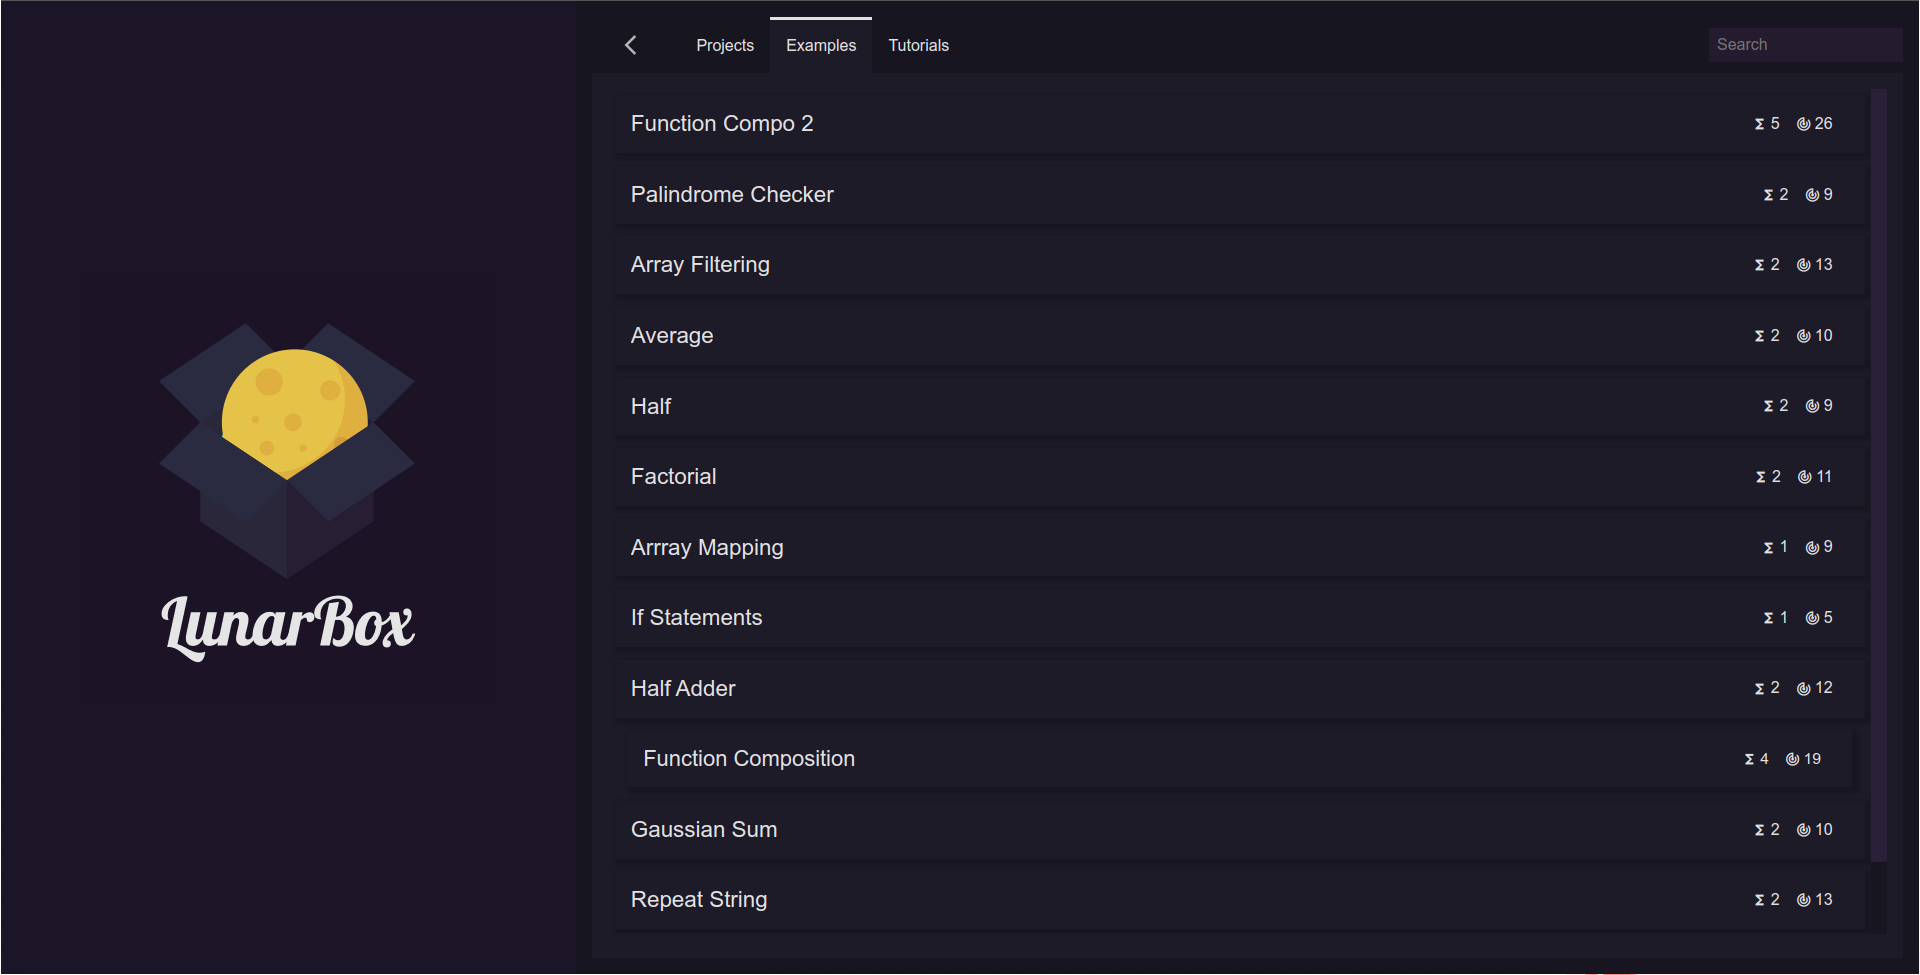 Projects Examples Tutorials Search
Function Compo 2 Σ 5 26
Palindrome Checker Σ 2 9
Array Filtering Σ 2 13
Average Σ 2 10
Half Σ 2 9
Factorial Σ 2 11
Arrray Mapping Σ 1 9
If Statements Σ 1 5
Half Adder Σ 2 12
Function Composition Σ 4 19
Gaussian Sum Σ 2 10
Repeat String Σ 2 13
LunarBox